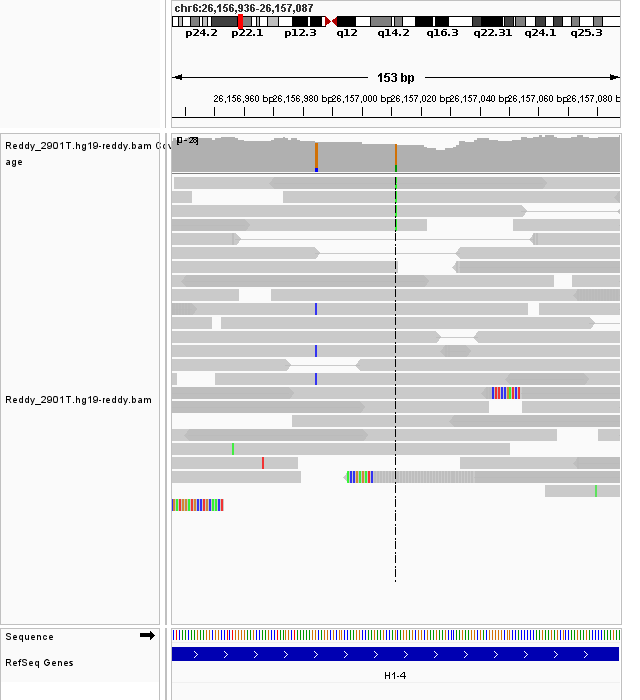 chr6:26,156,936-26,157,087
p24.2 p22.1 p12.3 q12 q14.2 q16.3 q22.31 q24.1 q25.3
153 bp
26,156,960 bp 26,156,980 bp 26,157,000 bp 26,157,020 bp 26,157,040 bp 26,157,060 bp 26,157,080 b
Reddy_2901T.hg19-reddy.bam Cov
age
[0 - 28]
Reddy_2901T.hg19-reddy.bam
Sequence
RefSeq Genes
H1-4